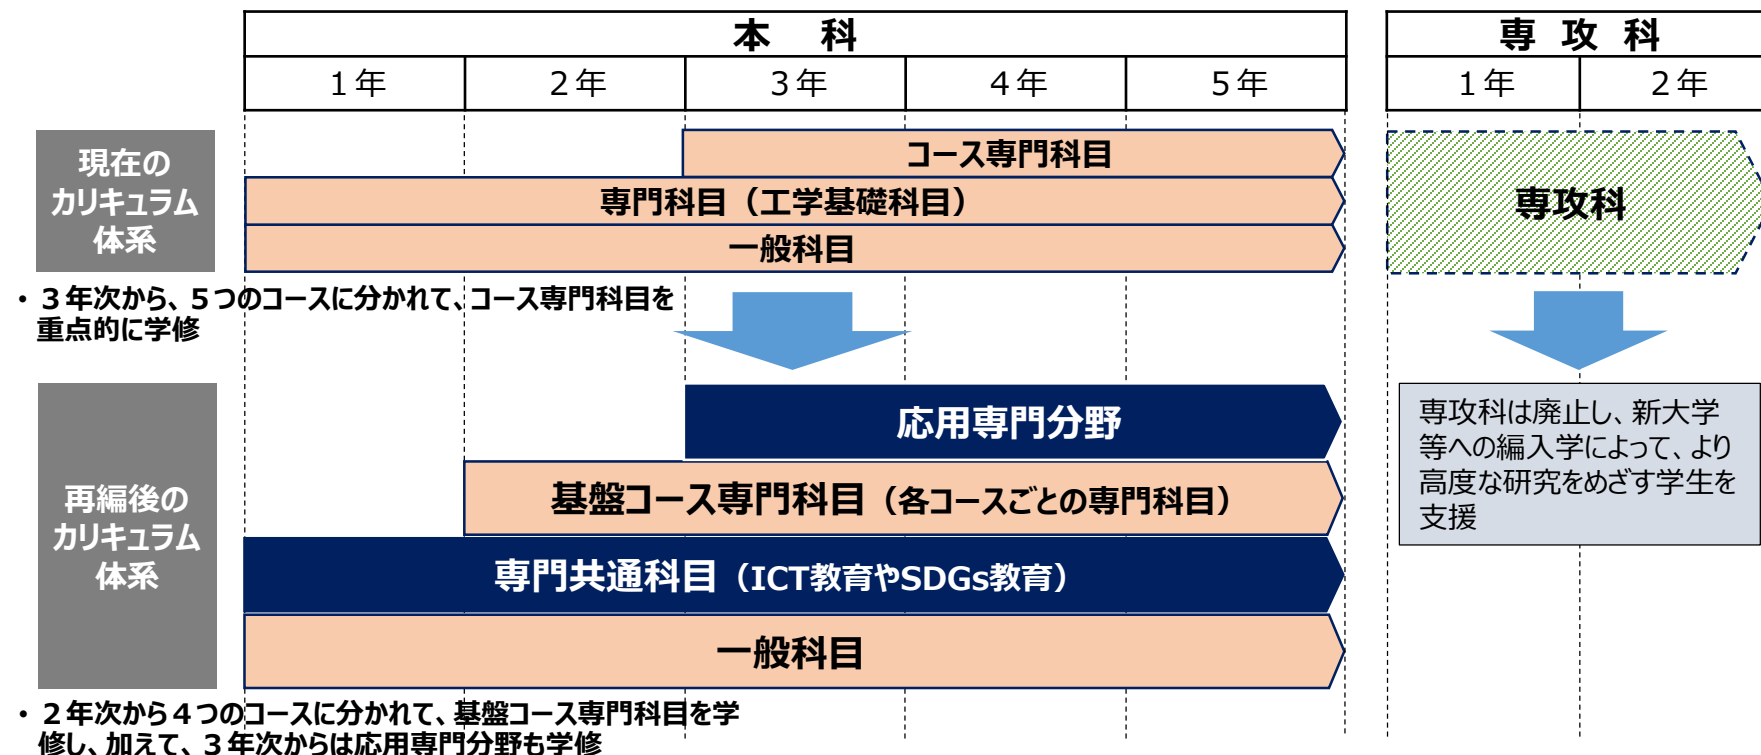 本　科
専　攻　科
１年
２年
３年
４年
５年
１年
２年
現在の
カリキュラム
体系
コース専門科目
専門科目（工学基礎科目）
一般科目
専攻科
・３年次から、５つのコースに分かれて、コース専門科目を
重点的に学修
再編後の
カリキュラム
体系
応用専門分野
基盤コース専門科目（各コースごとの専門科目）
専門共通科目（ICT教育やSDGs教育）
一般科目
専攻科は廃止し、新大学
等への編入学によって、より
高度な研究をめざす学生を
支援
・２年次から４つのコースに分かれて、基盤コース専門科目を学
修し、加えて、３年次からは応用専門分野も学修